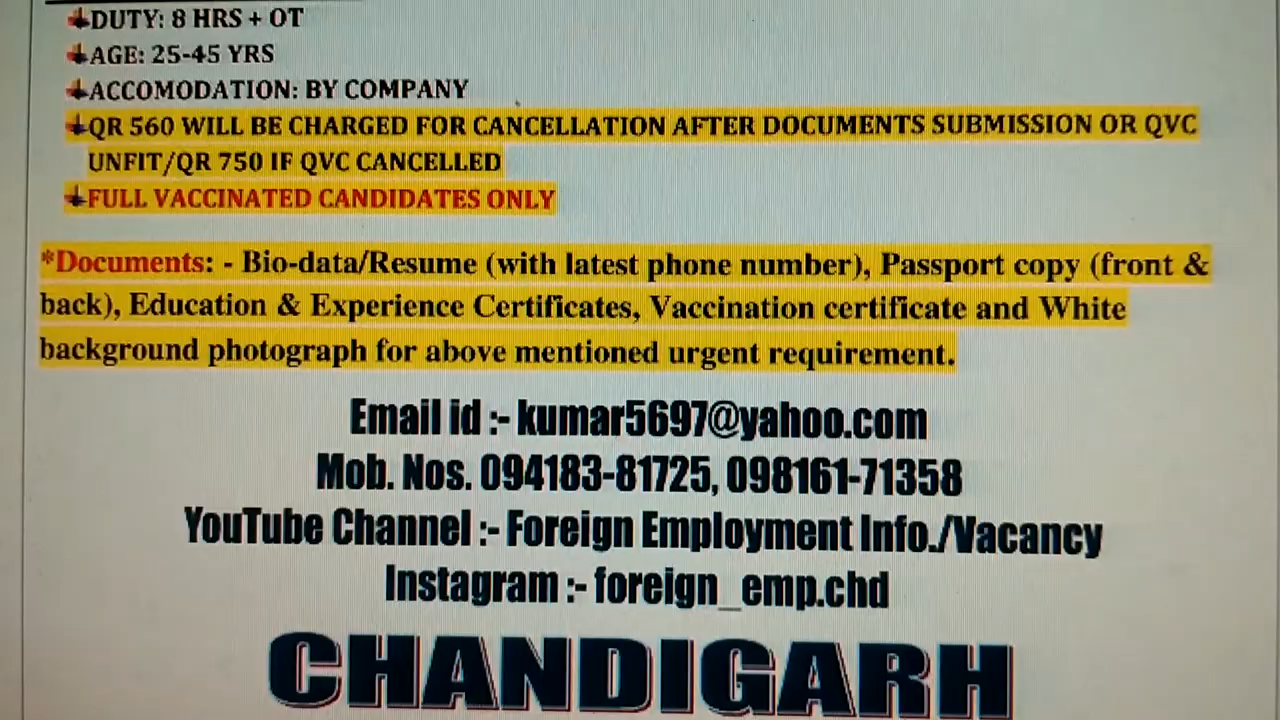 DUTY: 8 HRS + OT
AGE: 25-45 YRS
ACCOMODATION: BY COMPANY
QR 560 WILL BE CHARGED FOR CANCELLATION AFTER DOCUMENTS SUBMISSION OR QVC
UNFIT/QR 750 IF QVC CANCELLED
FULL VACCINATED CANDIDATES ONLY
*Documents: - Bio-data/Resume (with latest phone number), Passport copy (front &
back), Education & Experience Certificates, Vaccination certificate and White
background photograph for above mentioned urgent requirement.
Email id :- kumar5697@yahoo.com
Mob. Nos. 094183-81725, 098161-71358
YouTube Channel :- Foreign Employment Info./Vacancy
Instagram :- foreign_emp.chd
CHANDIGARH